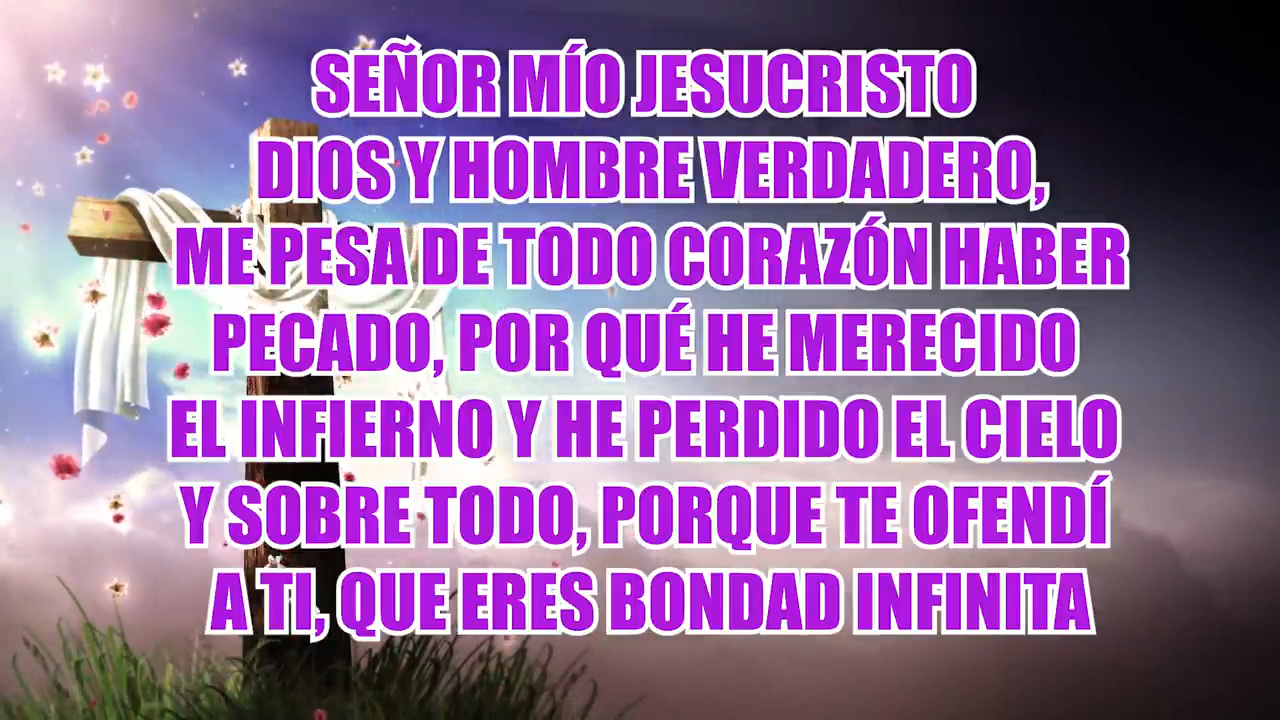 SEÑOR MÍO JESUCRISTO
DIOS Y HOMBRE VERDADERO,
ME PESA DE TODO CORAZÓN HABER
PECADO, POR QUÉ HE MERECIDO
EL INFIERNO Y HE PERDIDO EL CIELO
Y SOBRE TODO, PORQUE TE OFENDÍ
A TI, QUE ERES BONDAD INFINITA